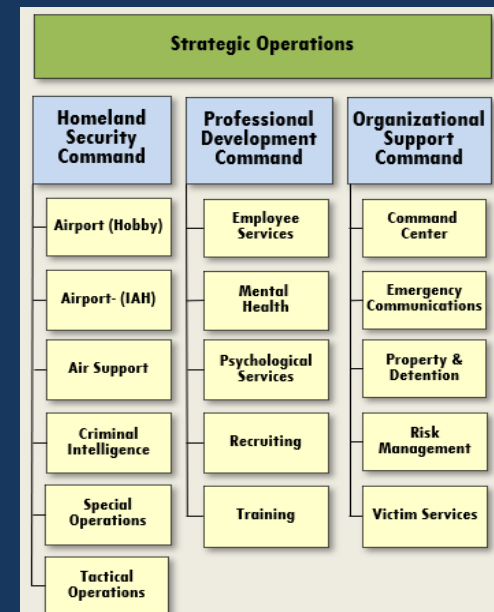 Strategic Operations
Homeland
Security
Command
Airport (Hobby)
Airport- (IAH)
Air Support
Criminal
Intelligence
Special
Operations
Tactical
Operations
Professional
Development
Command
Employee
Services
Mental
Health
Psychological
Services
Recruiting
Training
Organizational
Support
Command
Command
Center
Emergency
Communications
Property &
Detention
Risk
Management
Victim Services